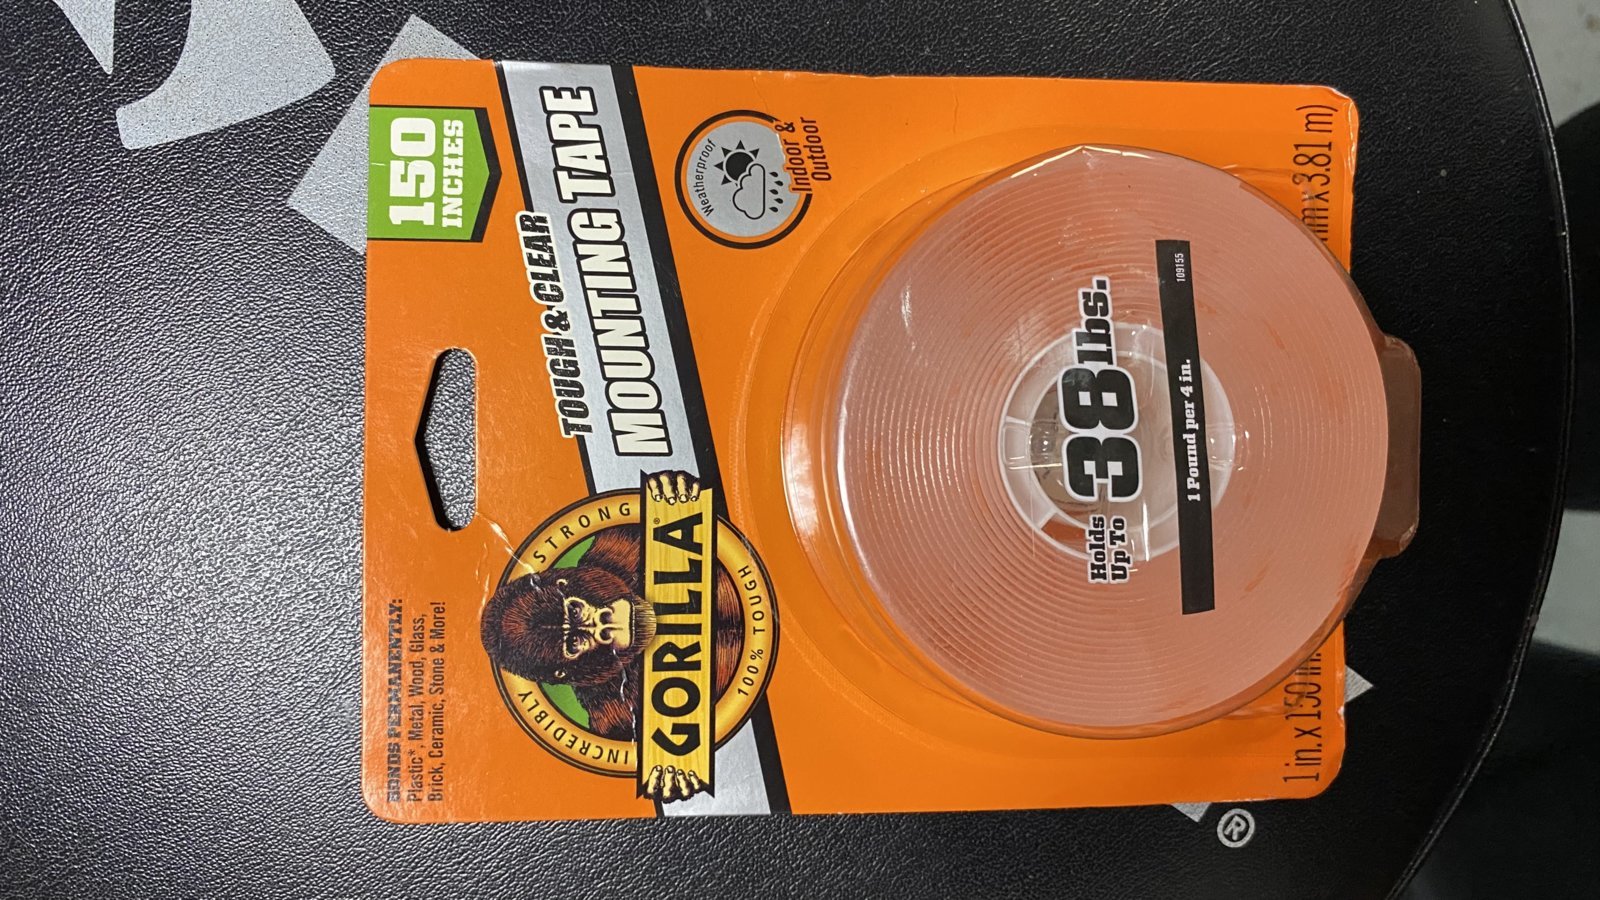 BONDS PERMANENTLY:
Plastic*, Metal, Wood, Glass,
Brick, Ceramic, Stone & More!
150
INCHES
TOUGH & CLEAR
MOUNTING TAPE
INCREDIBLY STRONG
GORILLA®
100% TOUGH
Weatherproof
Indoor &
Outdoor
Holds
Up To
38 lbs.
1 Pound per 4 in.
109155
1 in. x 150 in.
x 3.81 m)
®